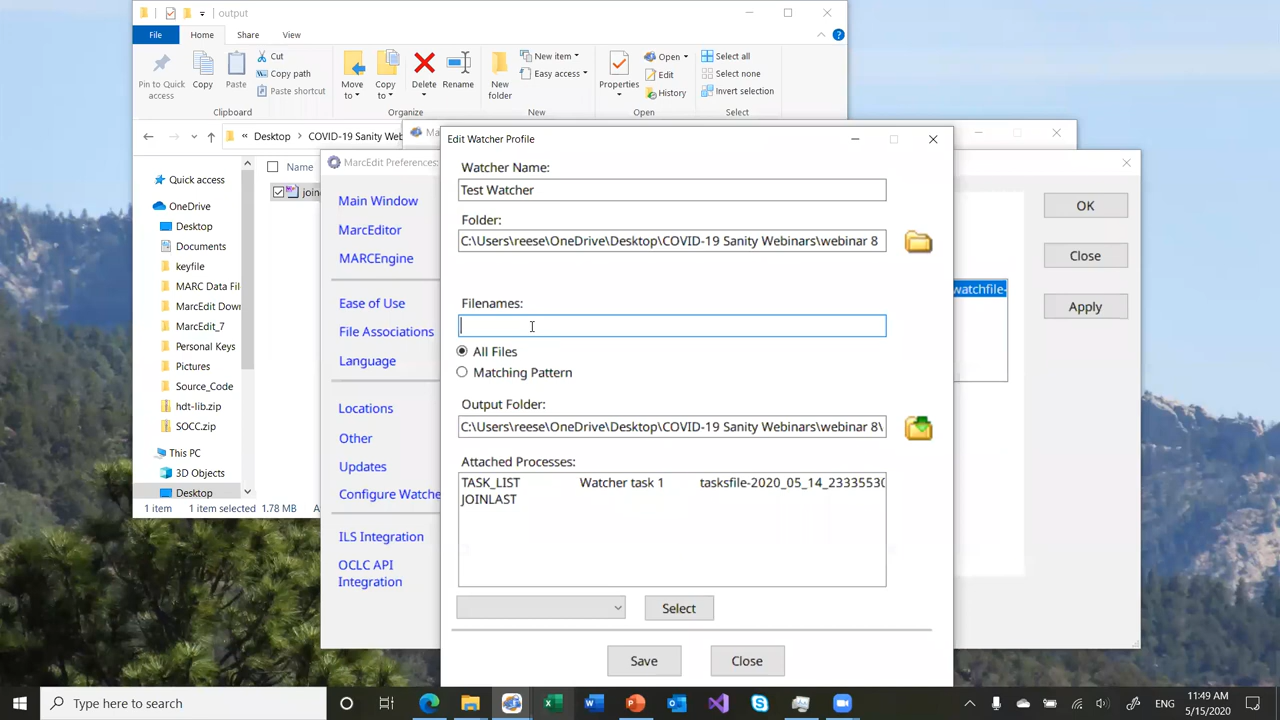 output
File Home Share View
Cut
Copy path
Paste shortcut
Pin to Quick access
Copy
Paste
Move to
Copy to
Delete
Rename
New folder
New item
Easy access
Properties
Open
Edit
History
Select all
Select none
Invert selection
Clipboard Organize New Open Select
« Desktop > COVID-19 Sanity Web
Name
Quick access
OneDrive
Desktop
Documents
keyfile
MARC Data Fil
MarcEdit Dow
MarcEdit_7
Personal Keys
Pictures
Source_Code
hdt-lib.zip
SOCC.zip
This PC
3D Objects
Desktop
1 item 1 item selected 1.78 MB
MarcEdit Preferences:
Main Window
MarcEditor
MARCEngine
Ease of Use
File Associations
Language
Locations
Other
Updates
Configure Watche
ILS Integration
OCLC API
Integration
Edit Watcher Profile
Watcher Name:
Test Watcher
Folder:
C:\Users\reese\OneDrive\Desktop\COVID-19 Sanity Webinars\webinar 8
Filenames:
All Files
Matching Pattern
Output Folder:
C:\Users\reese\OneDrive\Desktop\COVID-19 Sanity Webinars\webinar 8\
Attached Processes:
TASK_LIST Watcher task 1 tasksfile-2020_05_14_23335530
JOINLAST
Select
Save Close
watchfile-
OK
Close
Apply
Type here to search
ENG
11:49 AM
5/15/2020